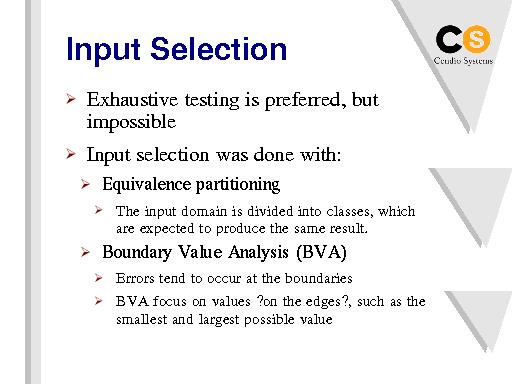 Input Selection
CS
Cendio Systems
Exhaustive testing is preferred, but
impossible
Input selection was done with:
Equivalence partitioning
The input domain is divided into classes, which
are expected to produce the same result.
Boundary Value Analysis (BVA)
Errors tend to occur at the boundaries
BVA focus on values ?on the edges?, such as the
smallest and largest possible value